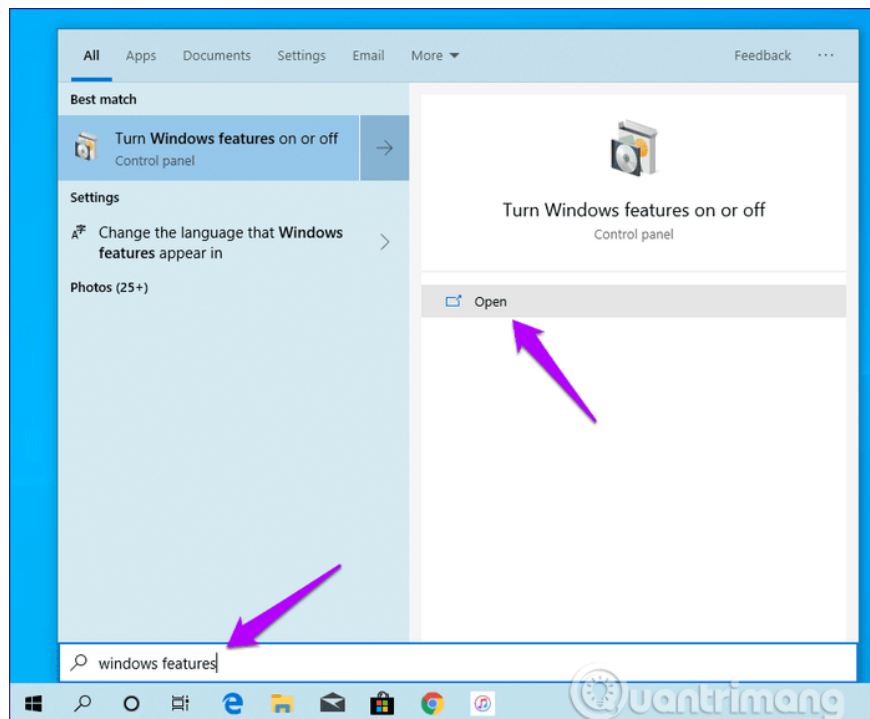 All Apps Documents Settings Email More Feedback ...
Best match
Turn Windows features on or off
Control panel
Settings
Change the language that Windows
features appear in
Photos (25+)
Turn Windows features on or off
Control panel
Open
windows features
Quantrimang